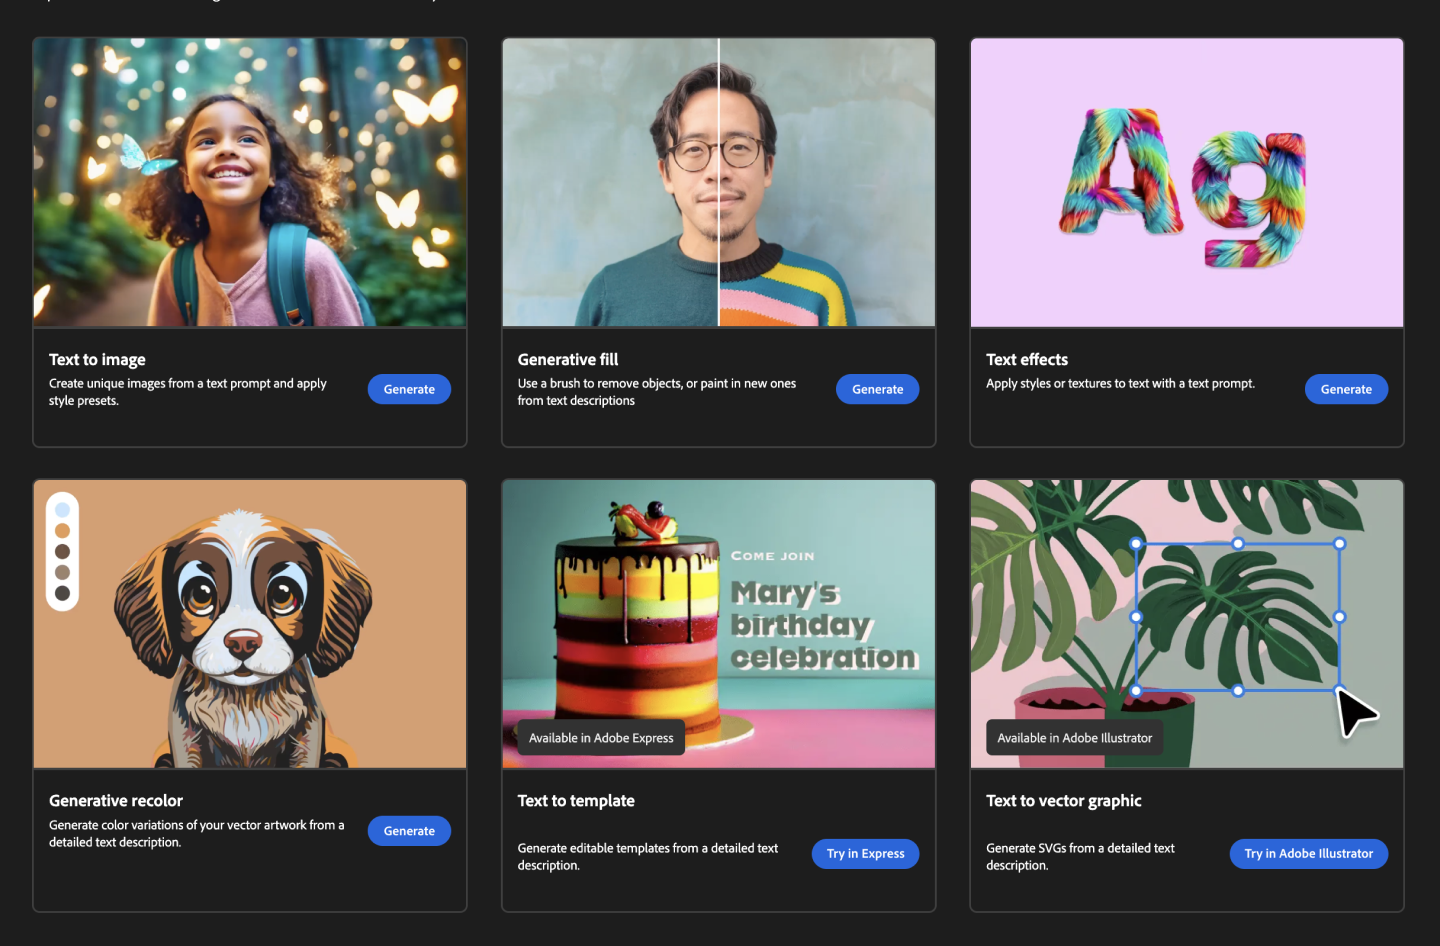 Text to image
Create unique images from a text prompt and apply
style presets.
Generate
Generative fill
Use a brush to remove objects, or paint in new ones
from text descriptions
Generate
Ag
Text effects
Apply styles or textures to text with a text prompt.
Generate
Generative recolor
Generate color variations of your vector artwork from a
detailed text description.
Generate
COME JOIN
Mary's
birthday
celebration
Available in Adobe Express
Text to template
Generate editable templates from a detailed text
description.
Try in Express
Available in Adobe Illustrator
Text to vector graphic
Generate SVGs from a detailed text
description.
Try in Adobe Illustrator